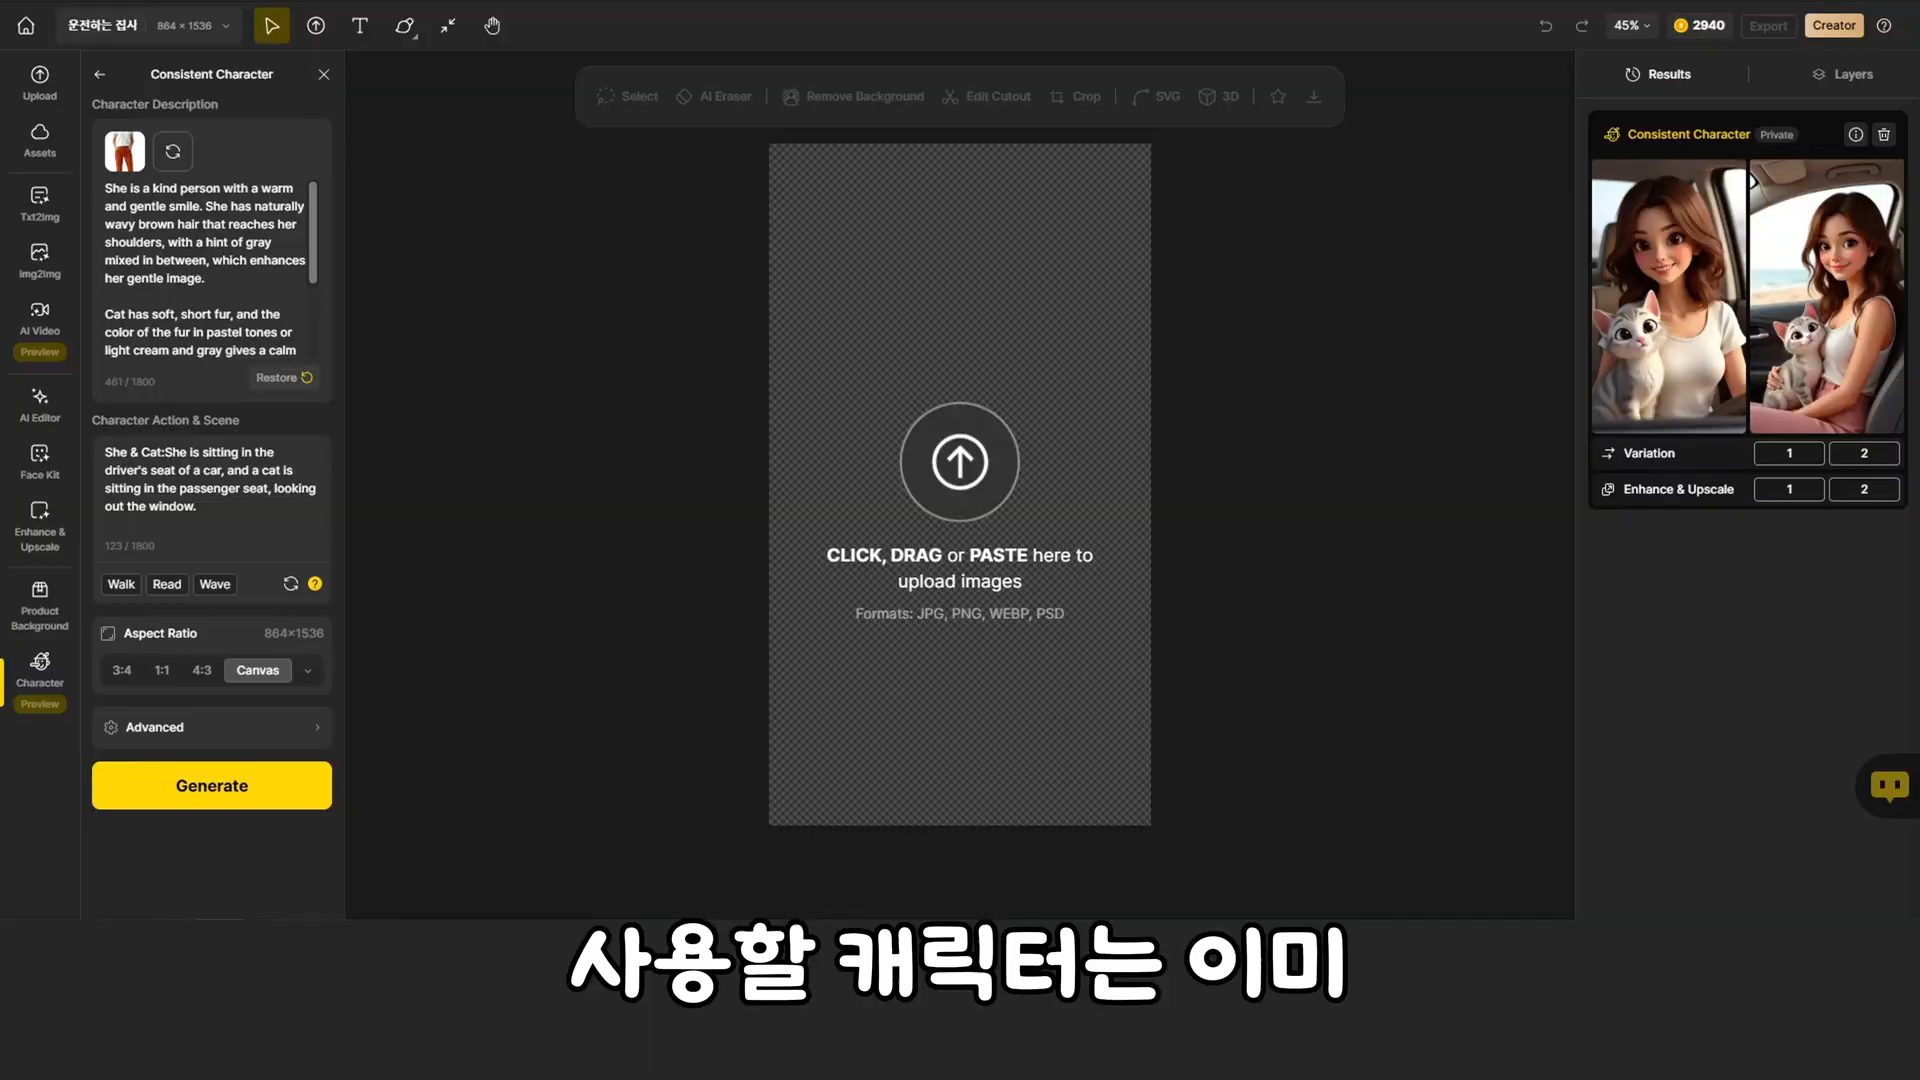 운전하는 집사 864 × 1536
45% 2940 Export Creator
Upload
Assets
Txt2Img
Img2Img
AI Video
Preview
AI Editor
Face Kit
Enhance &
Upscale
Product
Background
Character
Preview
Consistent Character
Character Description
She is a kind person with a warm
and gentle smile. She has naturally
wavy brown hair that reaches her
shoulders, with a hint of gray
mixed in between, which enhances
her gentle image.
Cat has soft, short fur, and the
color of the fur in pastel tones or
light cream and gray gives a calm
461 / 1800 Restore
Character Action & Scene
She & Cat:She is sitting in the
driver's seat of a car, and a cat is
sitting in the passenger seat, looking
out the window.
123 / 1800
Walk Read Wave
Aspect Ratio 864×1536
3:4 1:1 4:3 Canvas
Advanced
Generate
Select AI Eraser Remove Background Edit Cutout Crop SVG 3D
CLICK, DRAG or PASTE here to
upload images
Formats: JPG, PNG, WEBP, PSD
Results Layers
Consistent Character Private
Variation 1 2
Enhance & Upscale 1 2
사용할 캐릭터는 이미